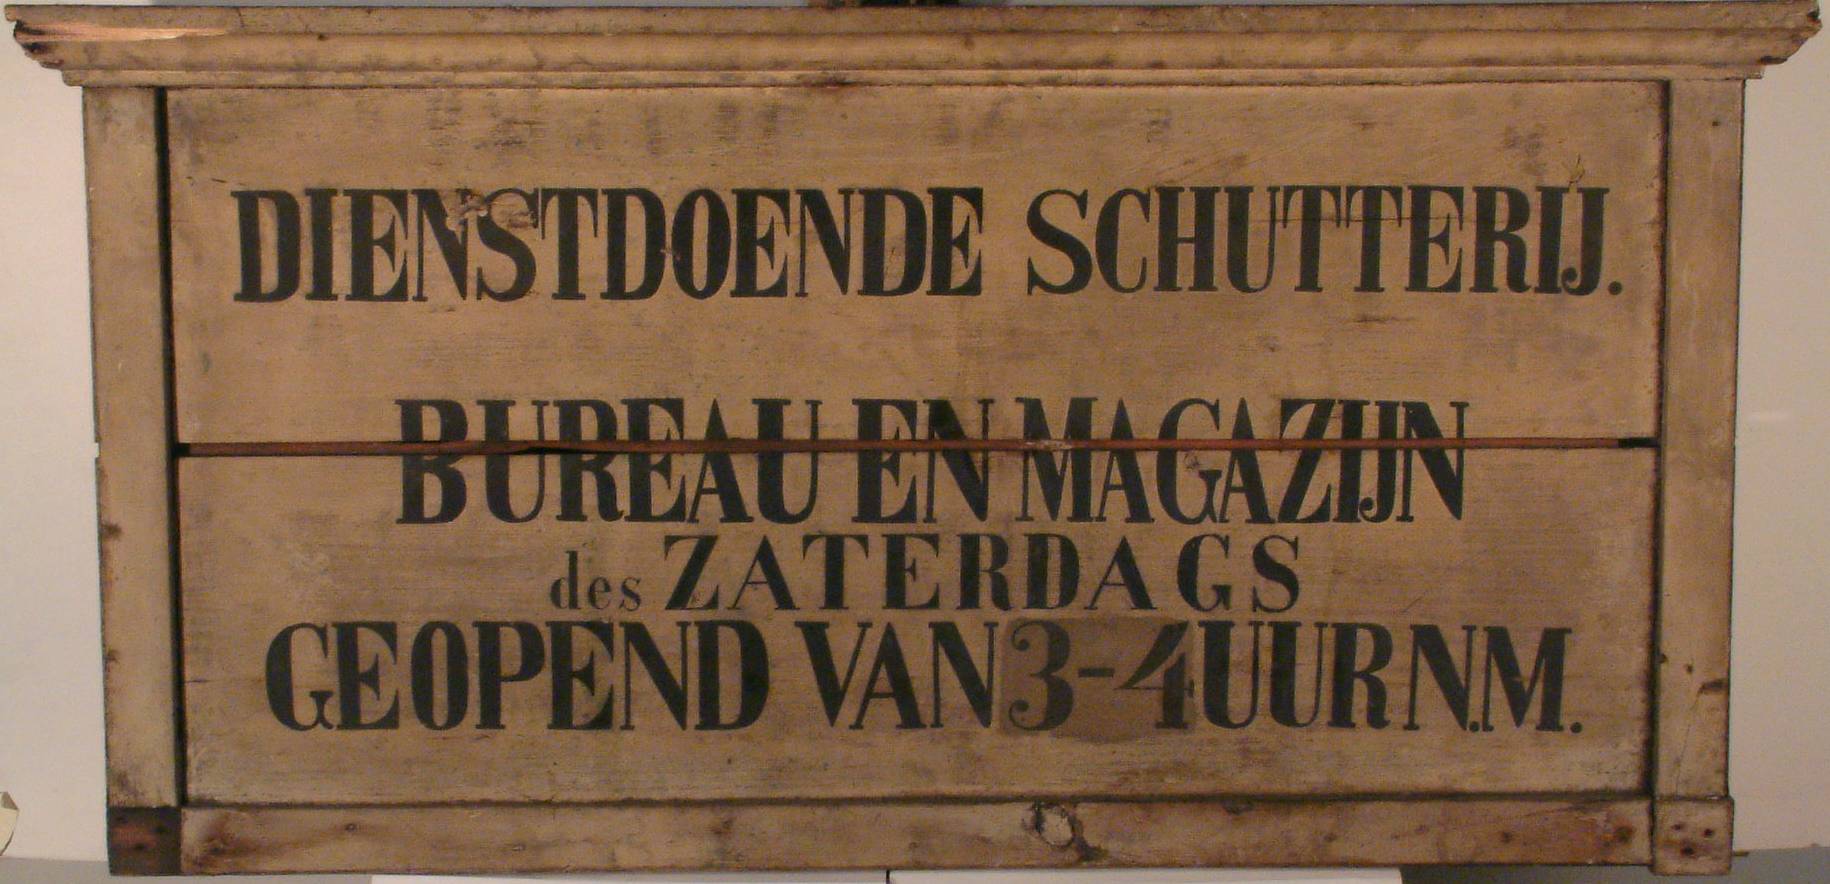 DIENSTDOENDE SCHUTTERIJ.
BUREAU EN MAGAZIJN
des ZATERDAGS
GEOPEND VAN 3-4 UUR N.M.